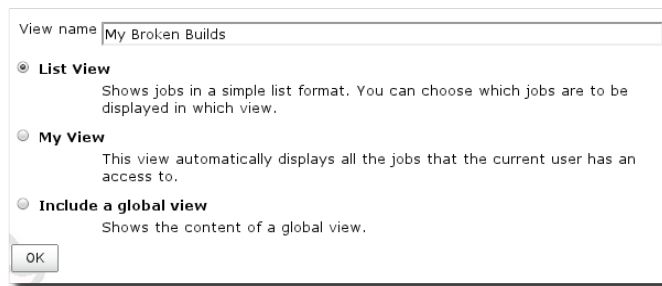 View name My Broken Builds
List View
Shows jobs in a simple list format. You can choose which jobs are to be
displayed in which view.
My View
This view automatically displays all the jobs that the current user has an
access to.
Include a global view
Shows the content of a global view.
OK